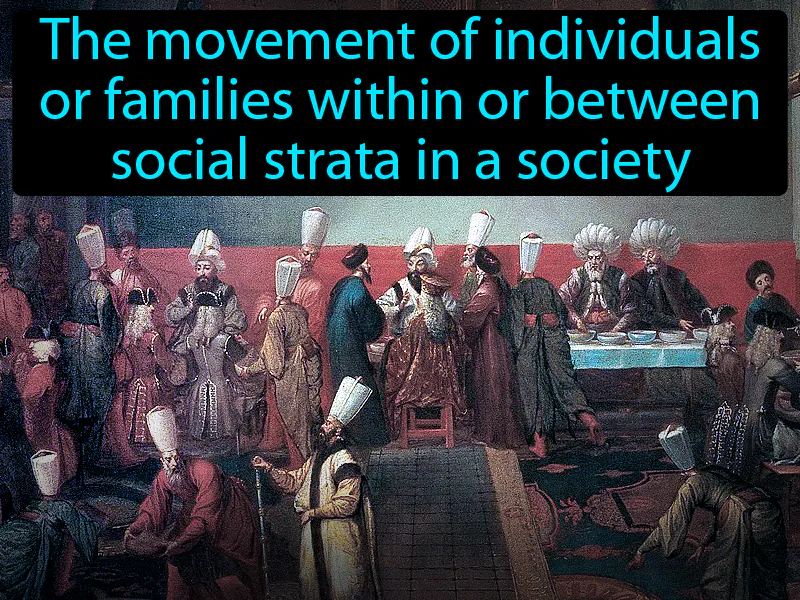 The movement of individuals
or families within or between
social strata in a society